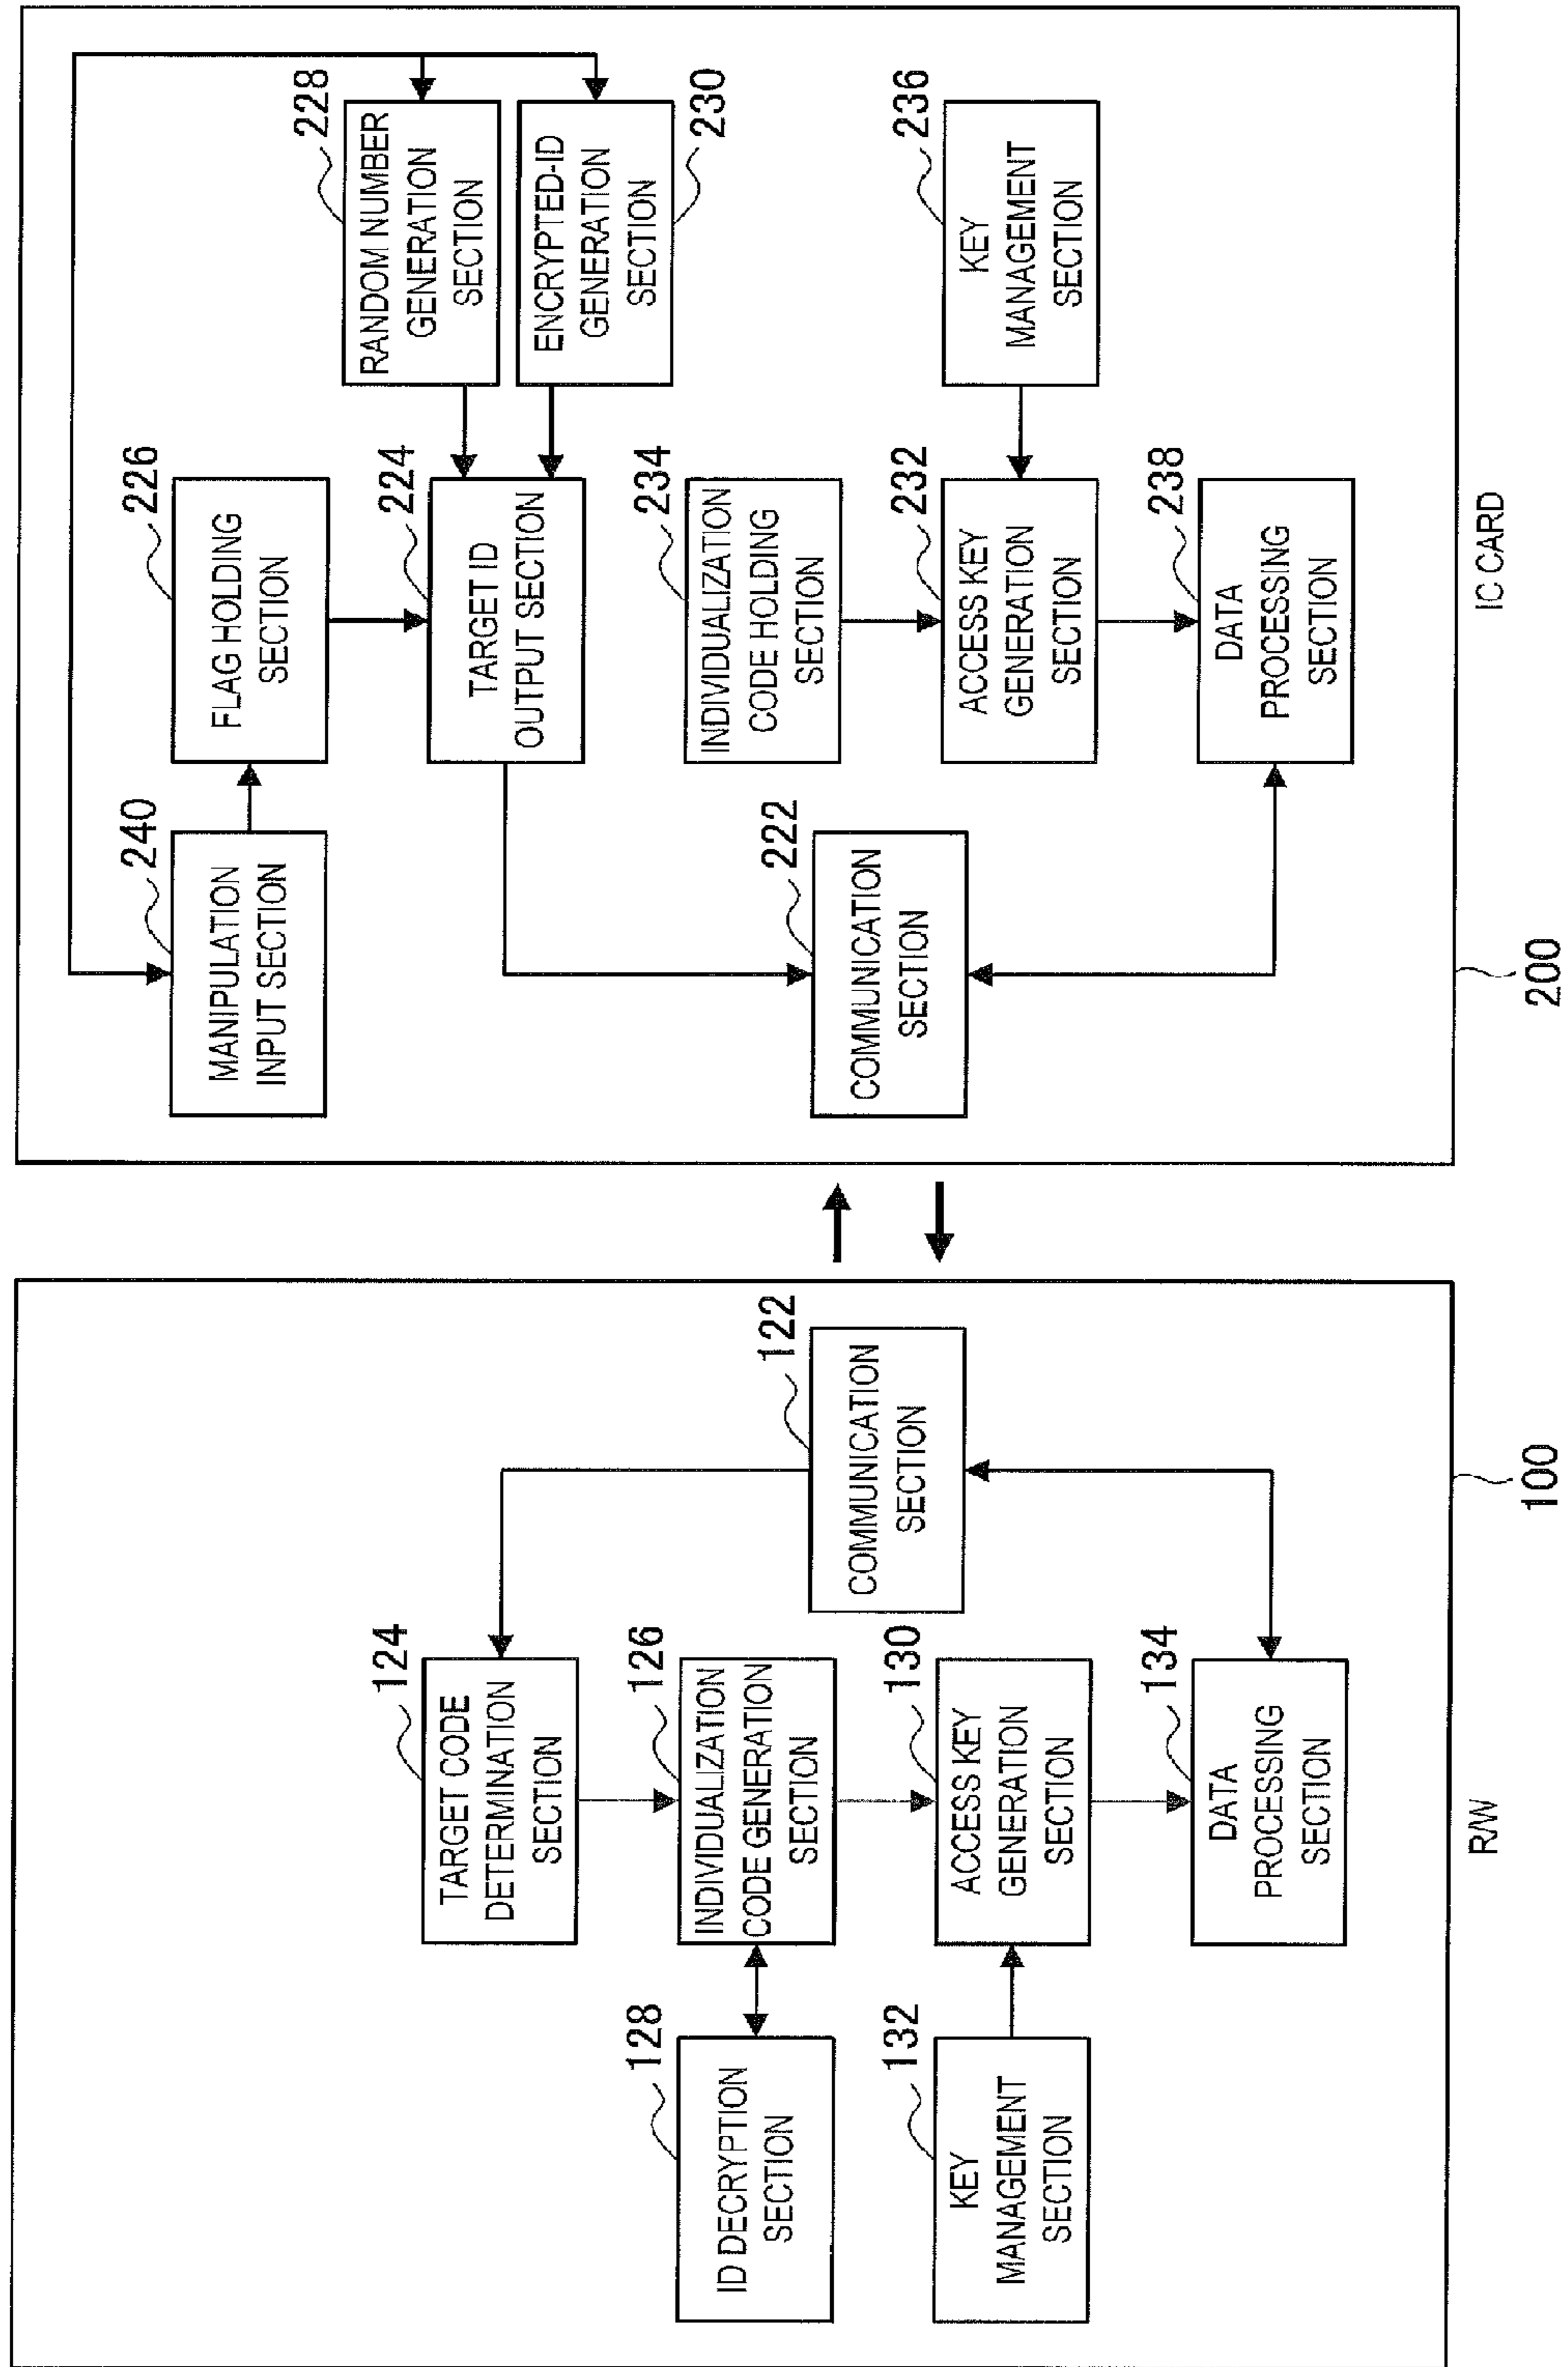 122
COMMUNICATION
SECTION
124
TARGET CODE
DETERMINATION
SECTION
128
ID DECRYPTION
SECTION
126
INDIVIDUALIZATION
CODE GENERATION
SECTION
132
KEY
MANAGEMENT
SECTION
130
ACCESS KEY
GENERATION
SECTION
134
DATA
PROCESSING
SECTION
R/W
100
240
MANIPULATION
INPUT SECTION
226
FLAG HOLDING
SECTION
228
RANDOM NUMBER
GENERATION
SECTION
224
TARGET ID
OUTPUT SECTION
ENCRYPTED-ID
GENERATION
SECTION
230
222
COMMUNICATION
SECTION
234
INDIVIDUALIZATION
CODE HOLDING
SECTION
232
ACCESS KEY
GENERATION
SECTION
236
KEY
MANAGEMENT
SECTION
238
DATA
PROCESSING
SECTION
200
IC CARD